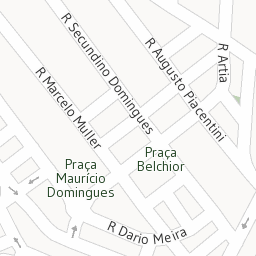 R Secundino Domingues
R Augusto Piacentini
R Artia
R Marcelo Muller
Praça
Belchior
Praça
Maurício
Domingues
R Dario Meira